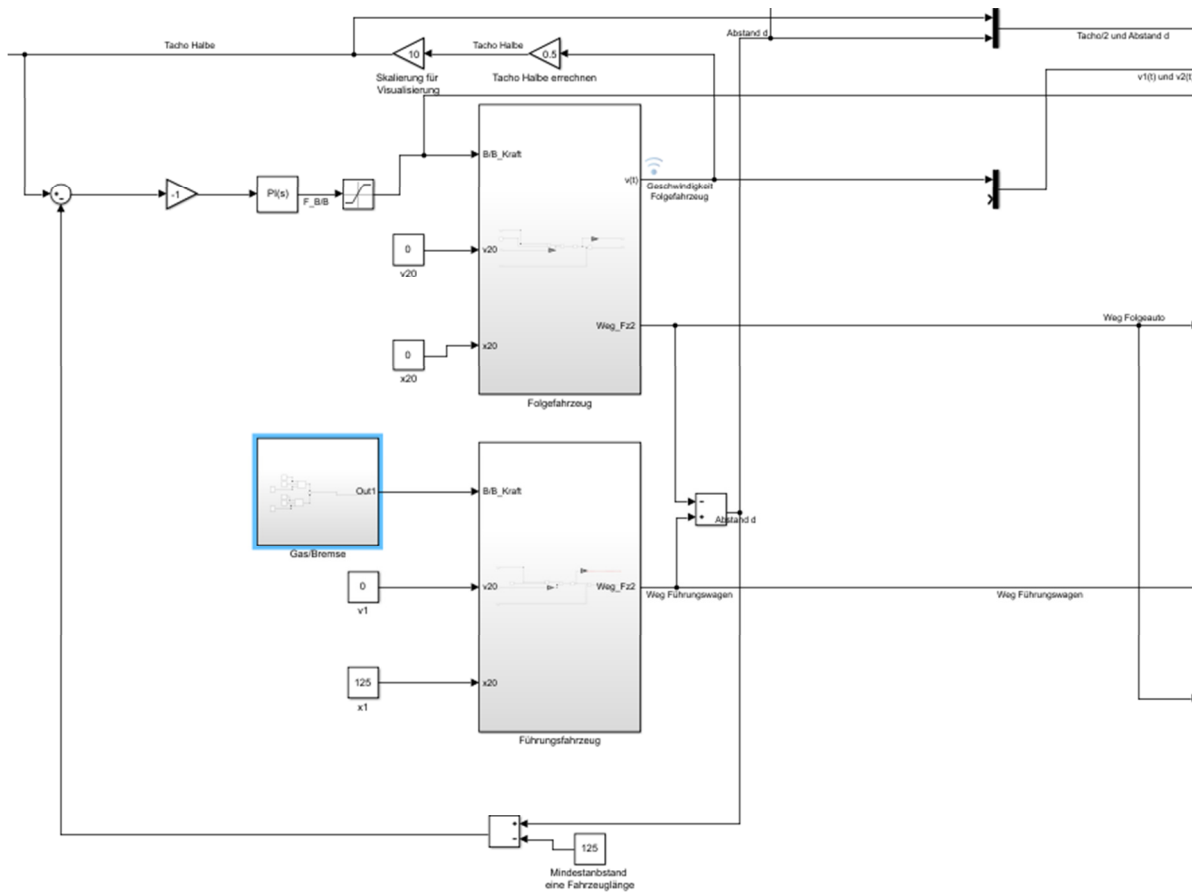 Abstand d
Tacho/2 und Abstand d
Tacho Halbe
10
Tacho Halbe
0.5
Skalierung für
Visualisierung
Tacho Halbe errechnen
v1(t) und v2(t
B/B_Kraft
v(t)
Geschwindigkeit
Folgefahrzeug
+
-
-1
PI(s)
F_B/B
0
v20
v20
Weg_Fz2
Weg Folgeauto
0
x20
x20
Folgefahrzeug
Out1
B/B_Kraft
Gas/Bremse
-
+
Abstand d
0
v1
v20
Weg_Fz2
Weg Führungswagen
Weg Führungswagen
125
x1
x20
Führungsfahrzeug
+
-
125
Mindestanbstand
eine Fahrzeuglänge